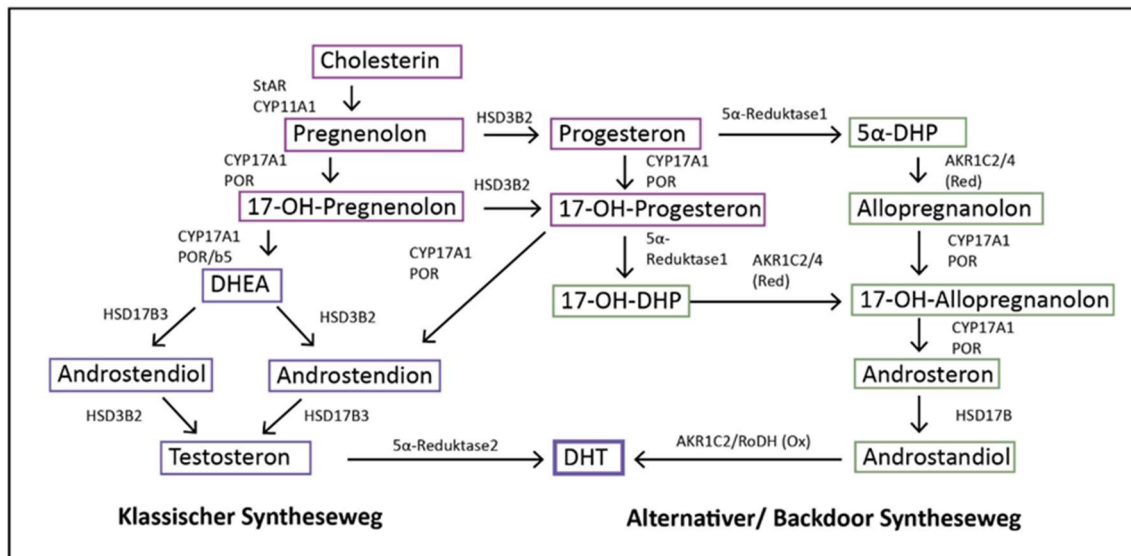 Cholesterin
StAR
CYP11A1
Pregnenolon
HSD3B2
Progesteron
5α-Reduktase1
5α-DHP
CYP17A1
POR
CYP17A1
POR
AKR1C2/4
(Red)
17-OH-Pregnenolon
HSD3B2
17-OH-Progesteron
Allopregnanolon
CYP17A1
POR/b5
CYP17A1
POR
5α-
Reduktase1
AKR1C2/4
(Red)
CYP17A1
POR
DHEA
17-OH-DHP
17-OH-Allopregnanolon
HSD17B3
HSD3B2
CYP17A1
POR
Androstendiol
Androstendion
Androsteron
HSD3B2
HSD17B3
HSD17B
Testosteron
5α-Reduktase2
DHT
AKR1C2/RoDH (Ox)
Androstandiol
Klassischer Syntheseweg
Alternativer/ Backdoor Syntheseweg